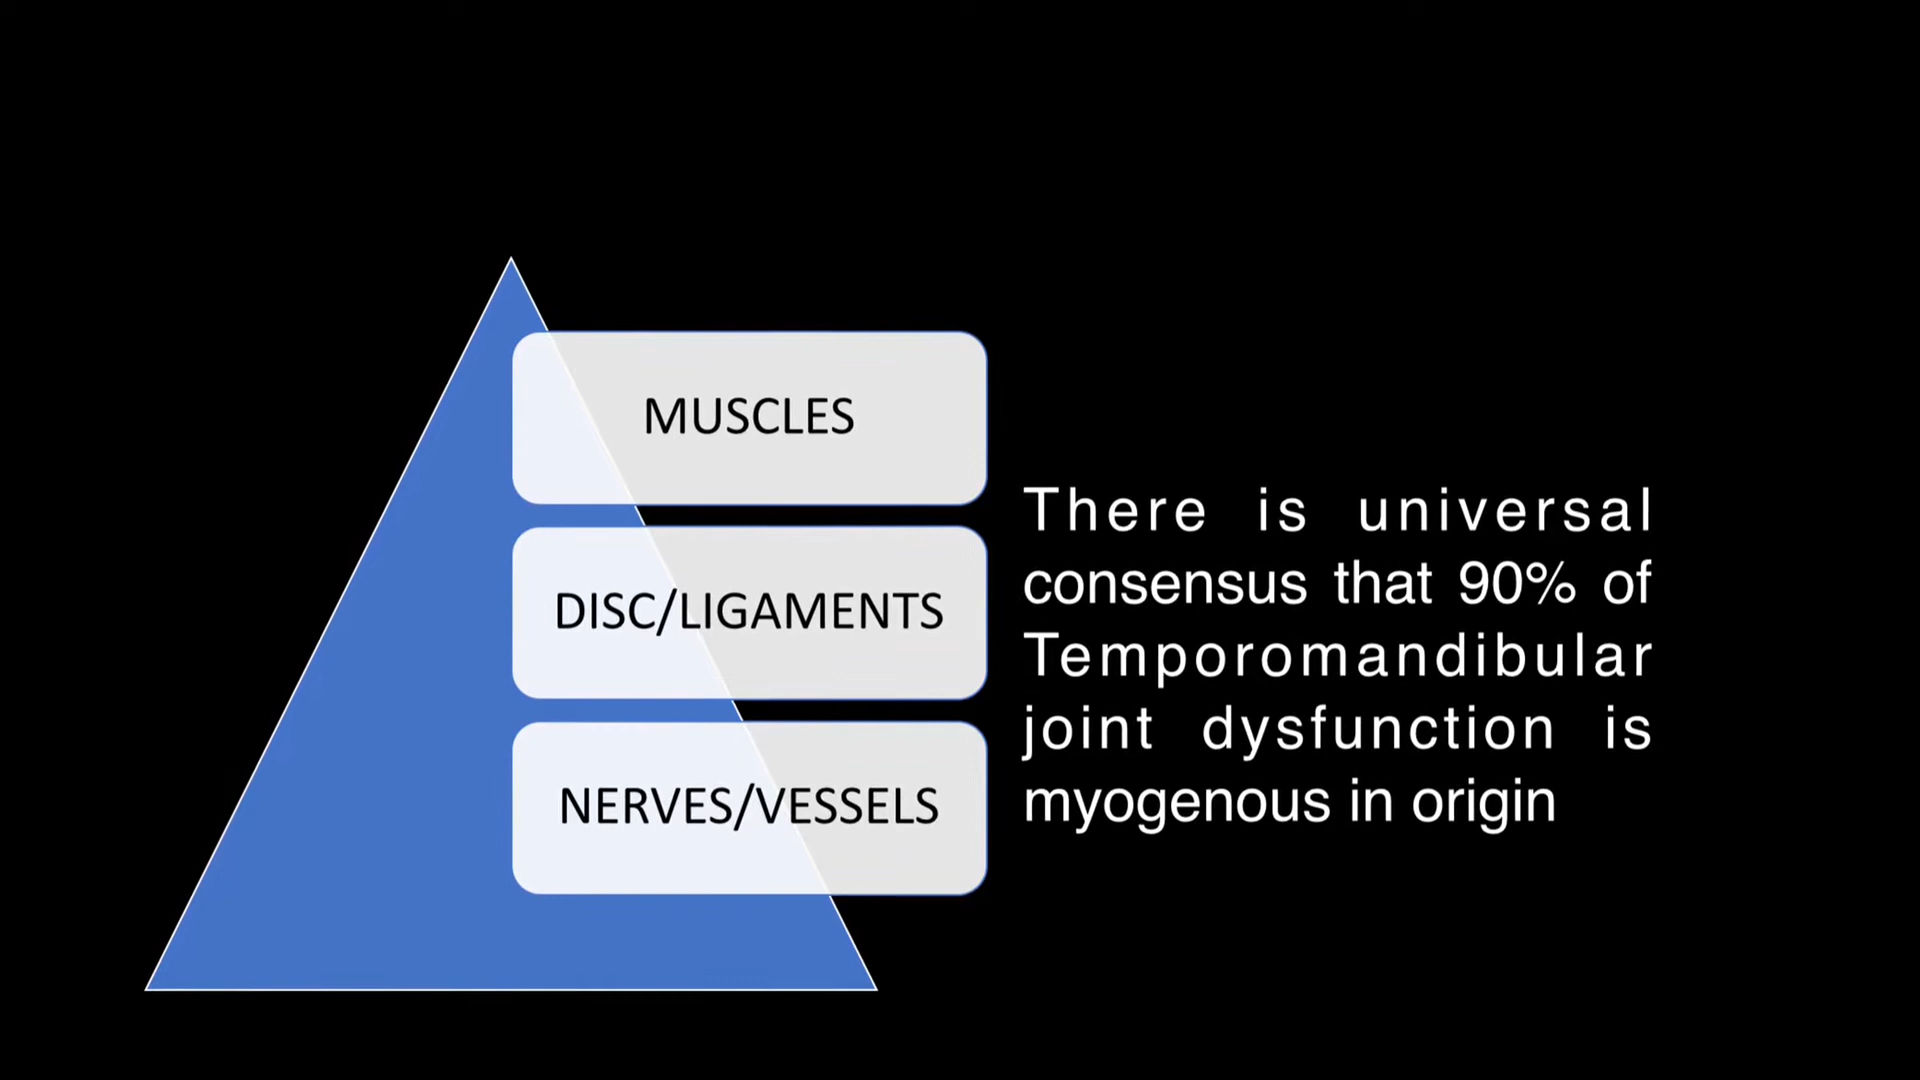 MUSCLES
DISC/LIGAMENTS
NERVES/VESSELS
There is universal
consensus that 90% of
Temporomandibular
joint dysfunction is
myogenous in origin